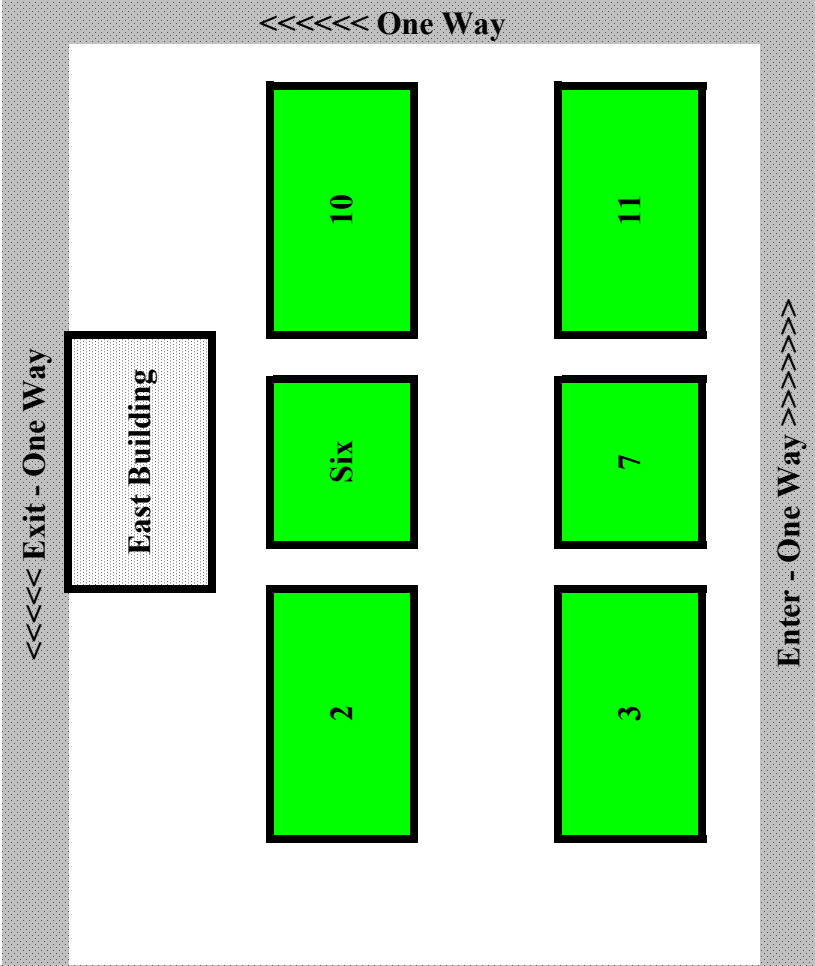 <<<<<< One Way
10
11
<<<<< Exit - One Way
East Building
Six
7
Enter - One Way >>>>>>>
2
3